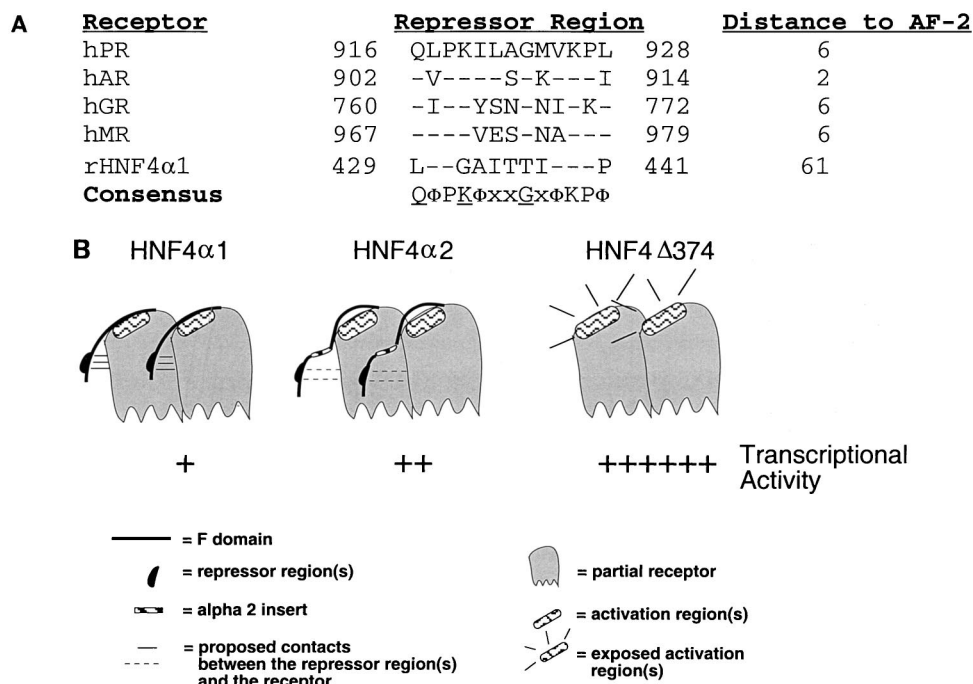 A Receptor Repressor Region Distance to AF-2
hPR 916 QLPKILAGMVKPL 928 6
hAR 902 -V----S-K---I 914 2
hGR 760 -I--YSN-NI-K- 772 6
hMR 967 ----VES-NA--- 979 6
rHNF4α1 429 L--GAITTI---P 441 61
Consensus QΦPKΦxxGxΦKPΦ
B HNF4α1 HNF4α2 HNF4 Δ374
+ ++ ++++++ Transcriptional
Activity
= F domain
= repressor region(s)
= alpha 2 insert
= proposed contacts
between the repressor region(s)
and the receptor
= partial receptor
= activation region(s)
= exposed activation
region(s)